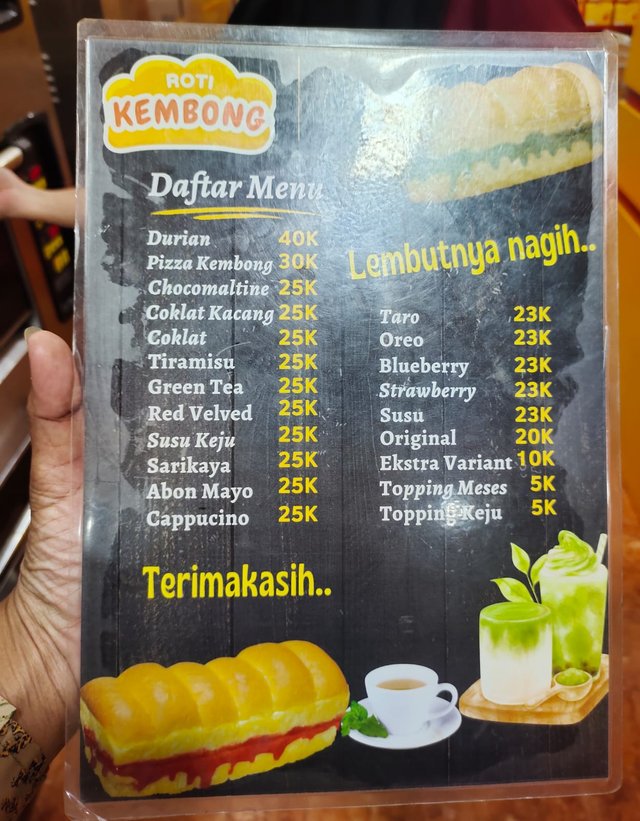 ROTI
KEMBONG
Daftar Menu
Durian 40K
Pizza Kembong 30K
Chocomaltine 25K
Coklat Kacang 25K
Coklat 25K
Tiramisu 25K
Green Tea 25K
Red Velved 25K
Susu Keju 25K
Sarikaya 25K
Abon Mayo 25K
Cappucino 25K
Terimakasih..
Lembutnya nagih..
Taro 23K
Oreo 23K
Blueberry 23K
Strawberry 23K
Susu 23K
Original 20K
Ekstra Variant 10K
Topping Meses 5K
Topping Keju 5K